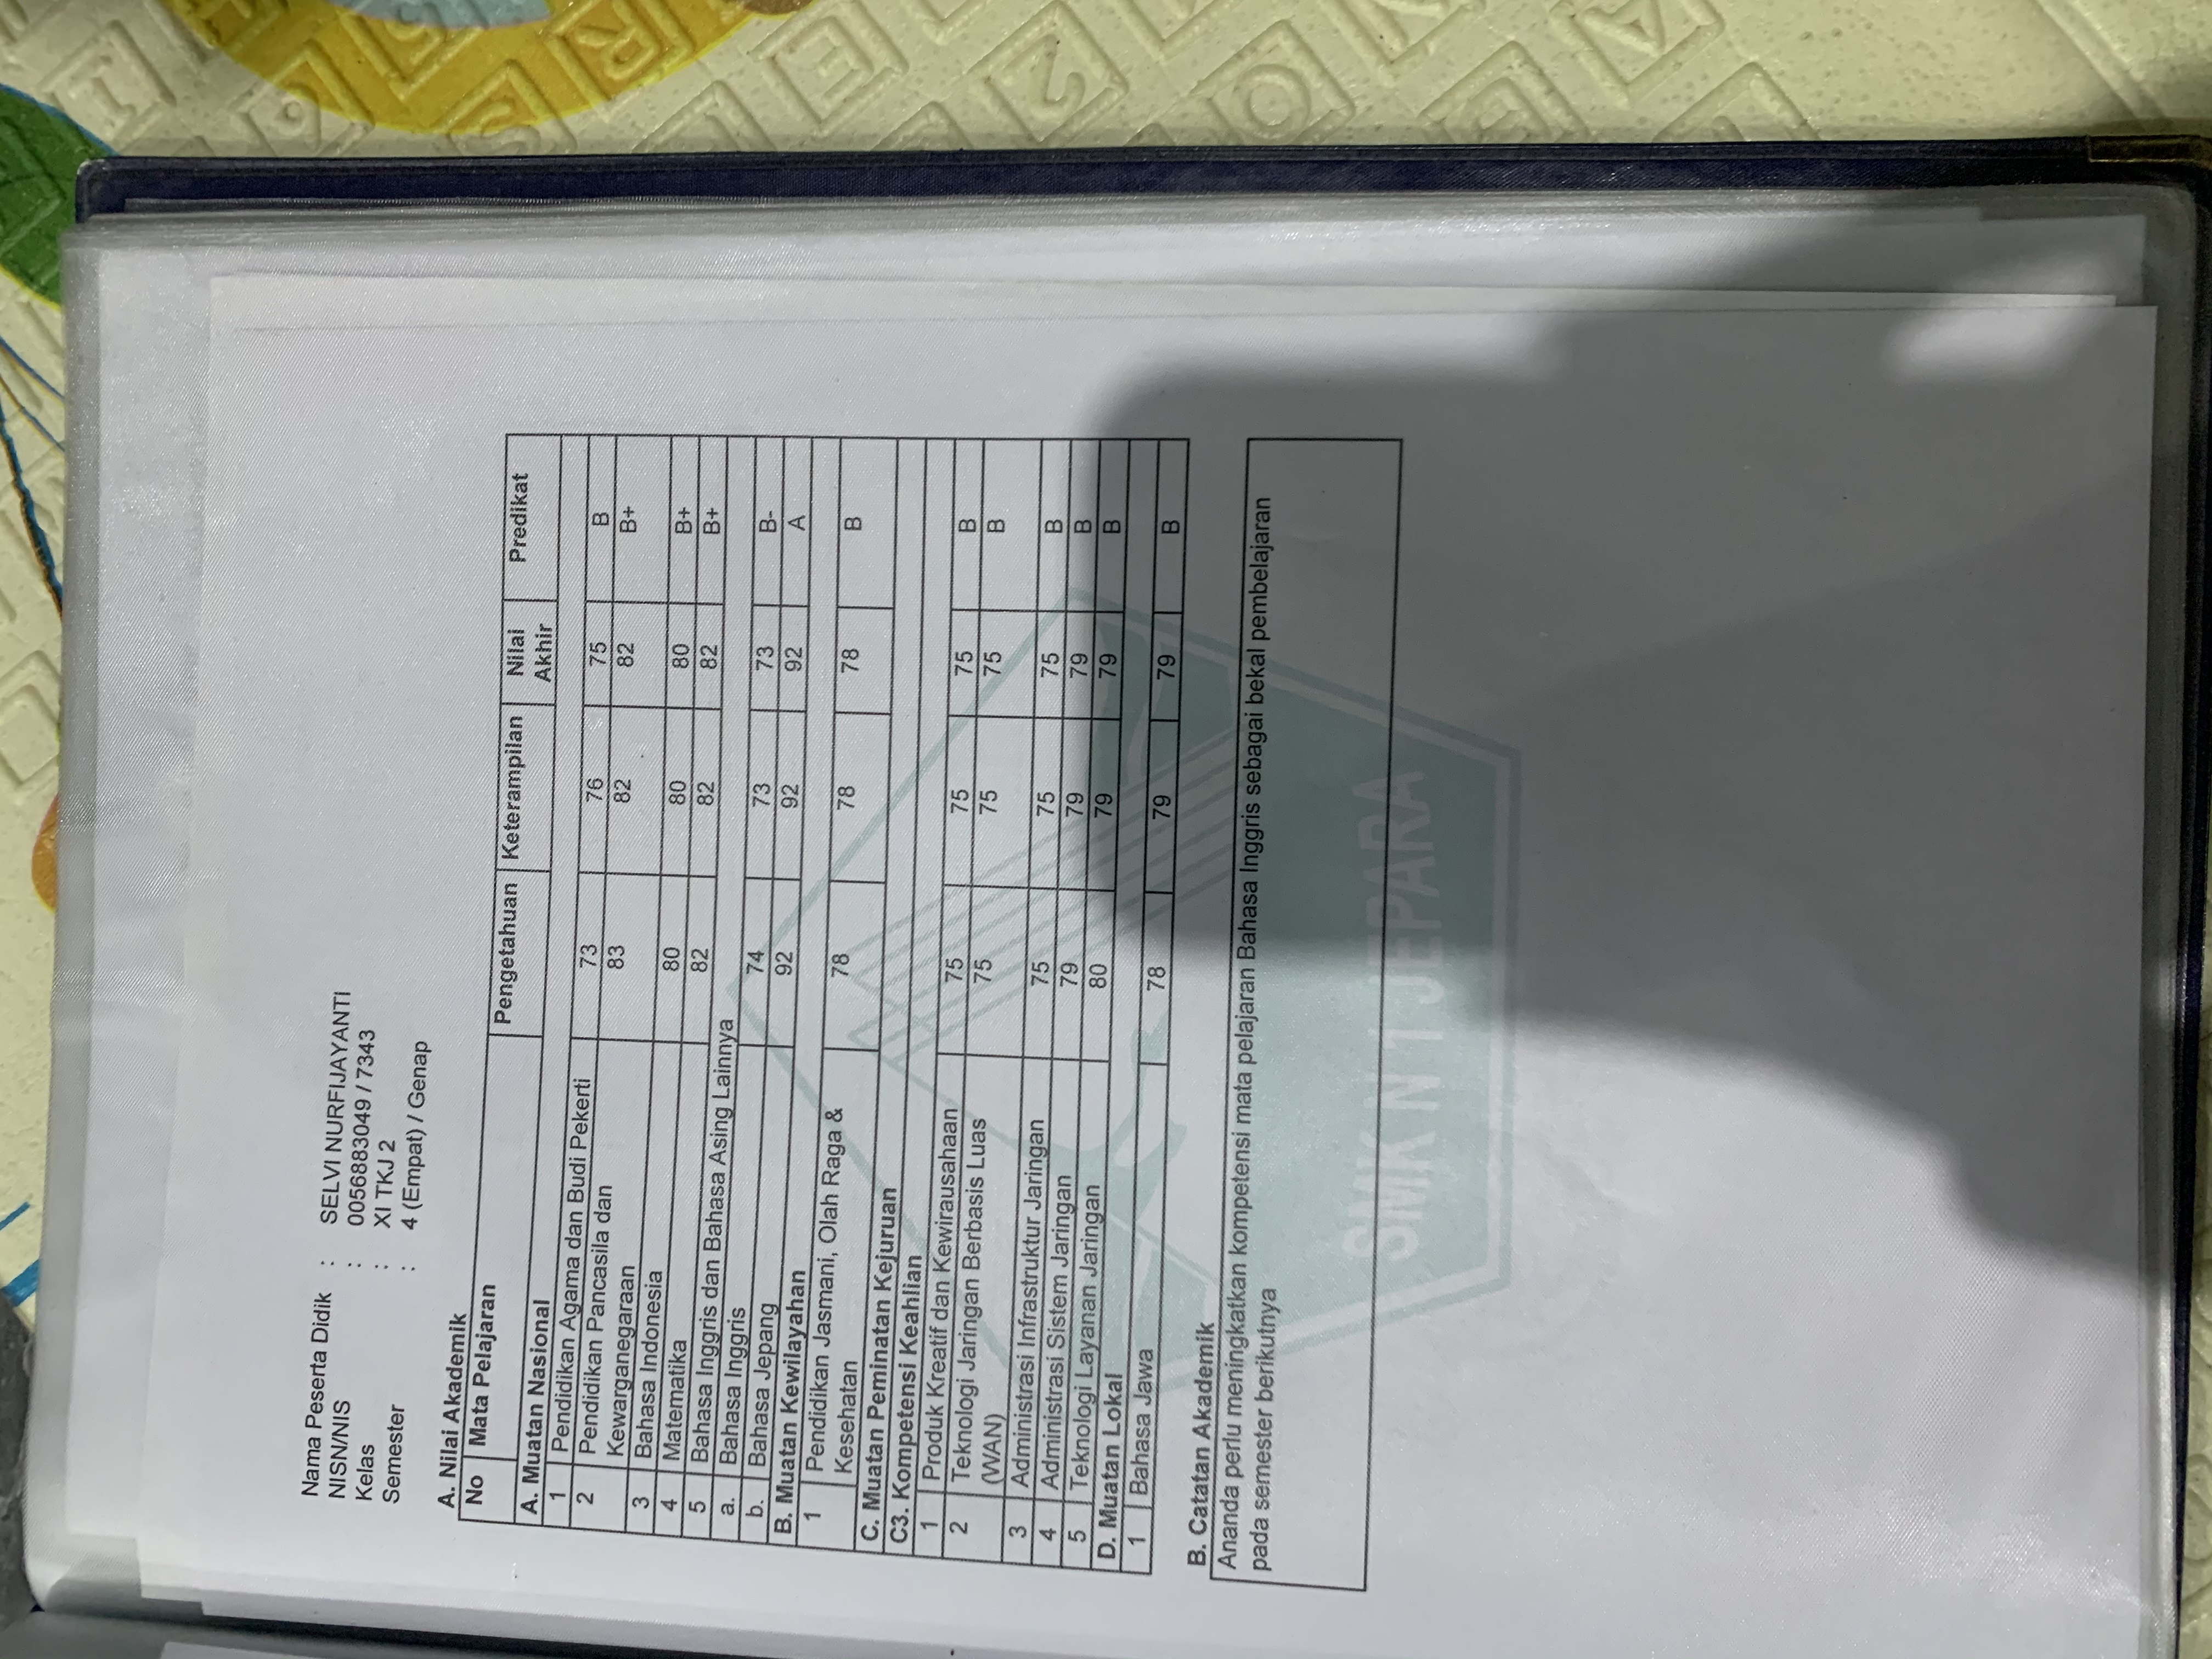 Nama Peserta Didik : SELVI NURFIJAYANTI
NISN/NIS : 0056883049 / 7343
Kelas : XI TKJ 2
Semester : 4 (Empat) / Genap
A. Nilai Akademik
No Mata Pelajaran Pengetahuan Keterampilan Nilai Akhir Predikat
A. Muatan Nasional
1 Pendidikan Agama dan Budi Pekerti 73 76 75 B
2 Pendidikan Pancasila dan Kewarganegaraan 83 82 82 B+
3 Bahasa Indonesia 80 80 80 B+
4 Matematika 82 82 82 B+
5 Bahasa Inggris dan Bahasa Asing Lainnya
a. Bahasa Inggris 74 73 73 B-
b. Bahasa Jepang 92 92 92 A
B. Muatan Kewilayahan
1 Pendidikan Jasmani, Olah Raga & Kesehatan 78 78 78 B
C. Muatan Peminatan Kejuruan
C3. Kompetensi Keahlian
1 Produk Kreatif dan Kewirausahaan 75 75 75 B
2 Teknologi Jaringan Berbasis Luas (WAN) 75 75 75 B
3 Administrasi Infrastruktur Jaringan 75 75 75 B
4 Administrasi Sistem Jaringan 79 79 79 B
5 Teknologi Layanan Jaringan 80 79 79 B
D. Muatan Lokal
1 Bahasa Jawa 78 79 79 B
B. Catatan Akademik
Ananda perlu meningkatkan kompetensi mata pelajaran Bahasa Inggris sebagai bekal pembelajaran
pada semester berikutnya
SMK N 1 JEPARA